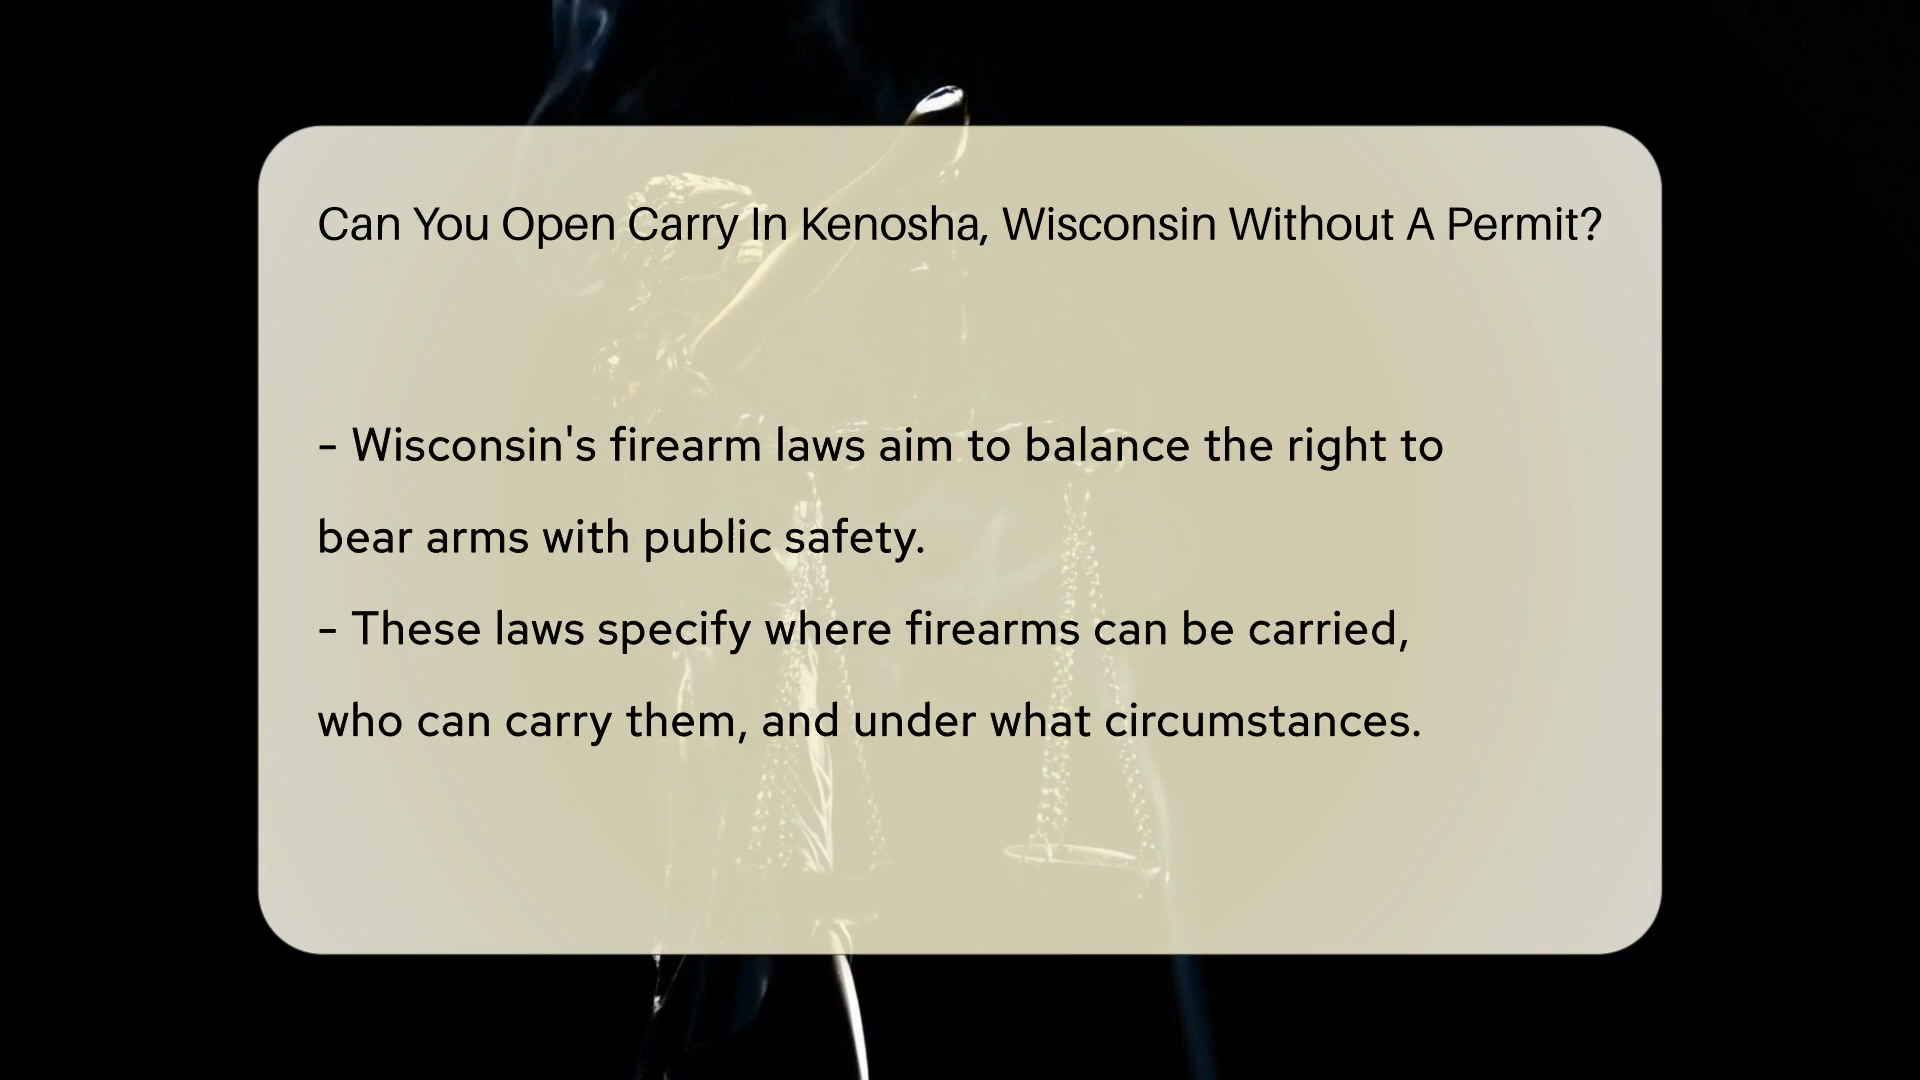 Can You Open Carry In Kenosha, Wisconsin Without A Permit?
- Wisconsin's firearm laws aim to balance the right to
bear arms with public safety.
- These laws specify where firearms can be carried,
who can carry them, and under what circumstances.